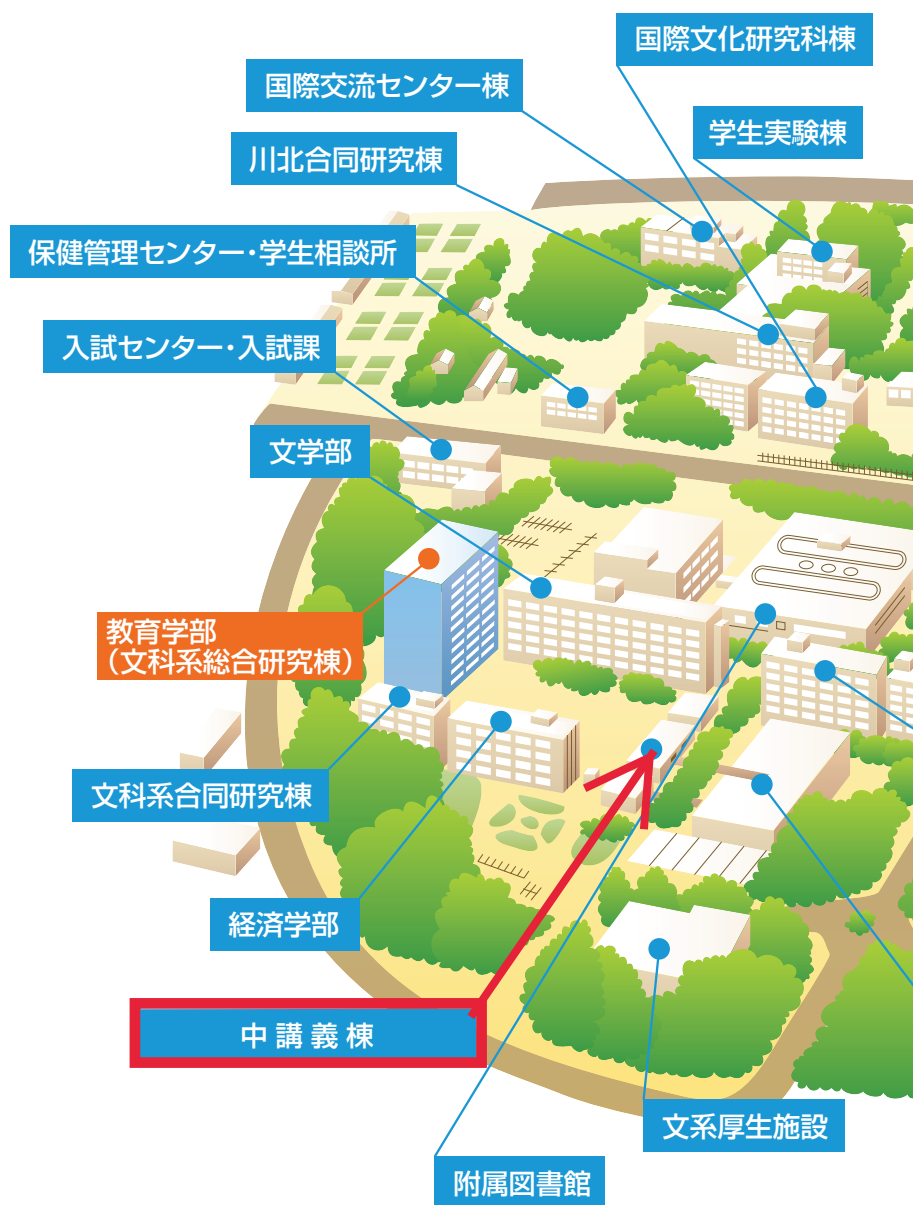 国際文化研究科棟
国際交流センター棟
学生実験棟
川北合同研究棟
保健管理センター・学生相談所
入試センター・入試課
文学部
教育学部
（文科系総合研究棟）
文科系合同研究棟
経済学部
中講義棟
文系厚生施設
附属図書館